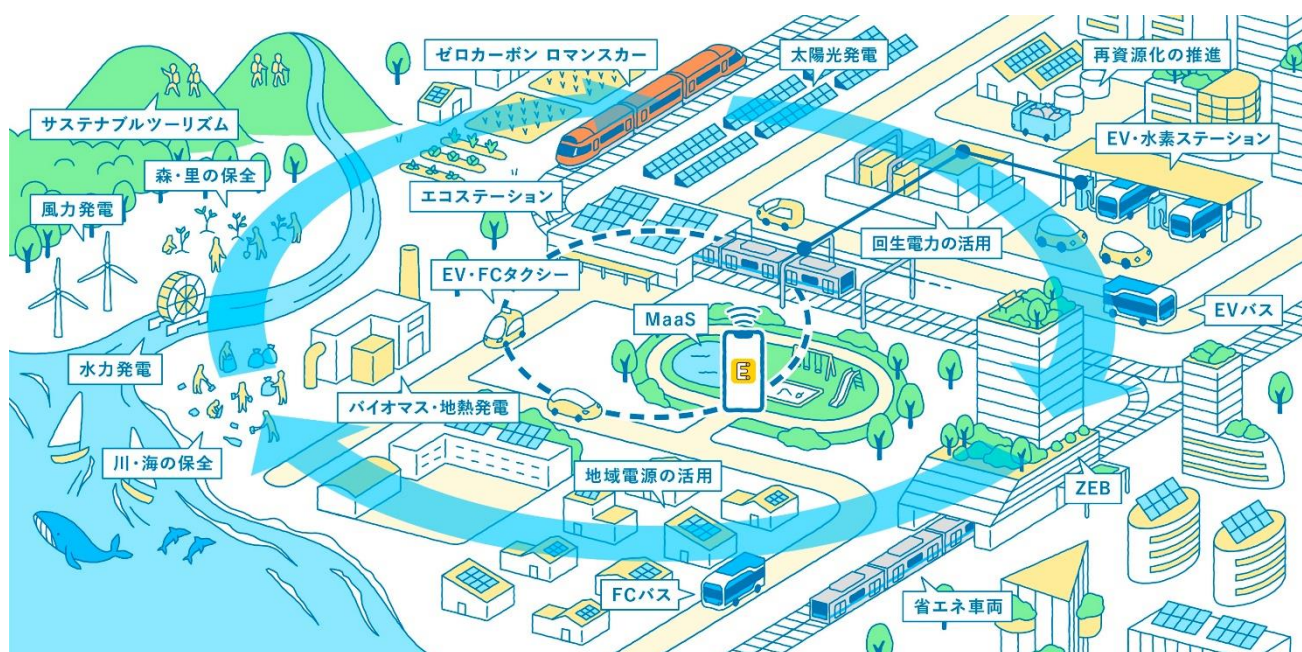 ゼロカーボン ロマンスカー
太陽光発電
再資源化の推進
サステナブルツーリズム
EV・水素ステーション
森・里の保全
エコステーション
風力発電
回生電力の活用
EV・FCタクシー
MaaS
EVバス
E
水力発電
バイオマス・地熱発電
川・海の保全
地域電源の活用
ZEB
FCバス
省エネ車両